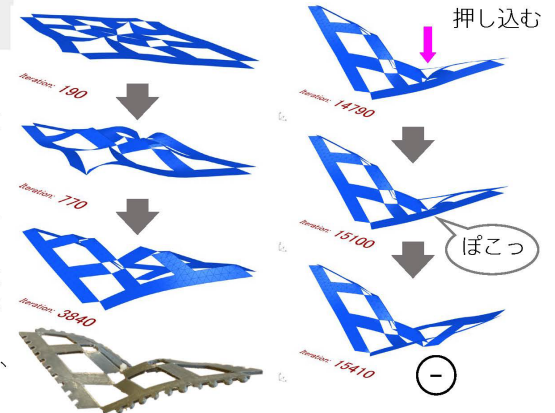 Iteration: 190
Iteration: 770
Iteration: 3840
押し込む
Iteration: 14790
Iteration: 15100
ぽこっ
Iteration: 15410
−